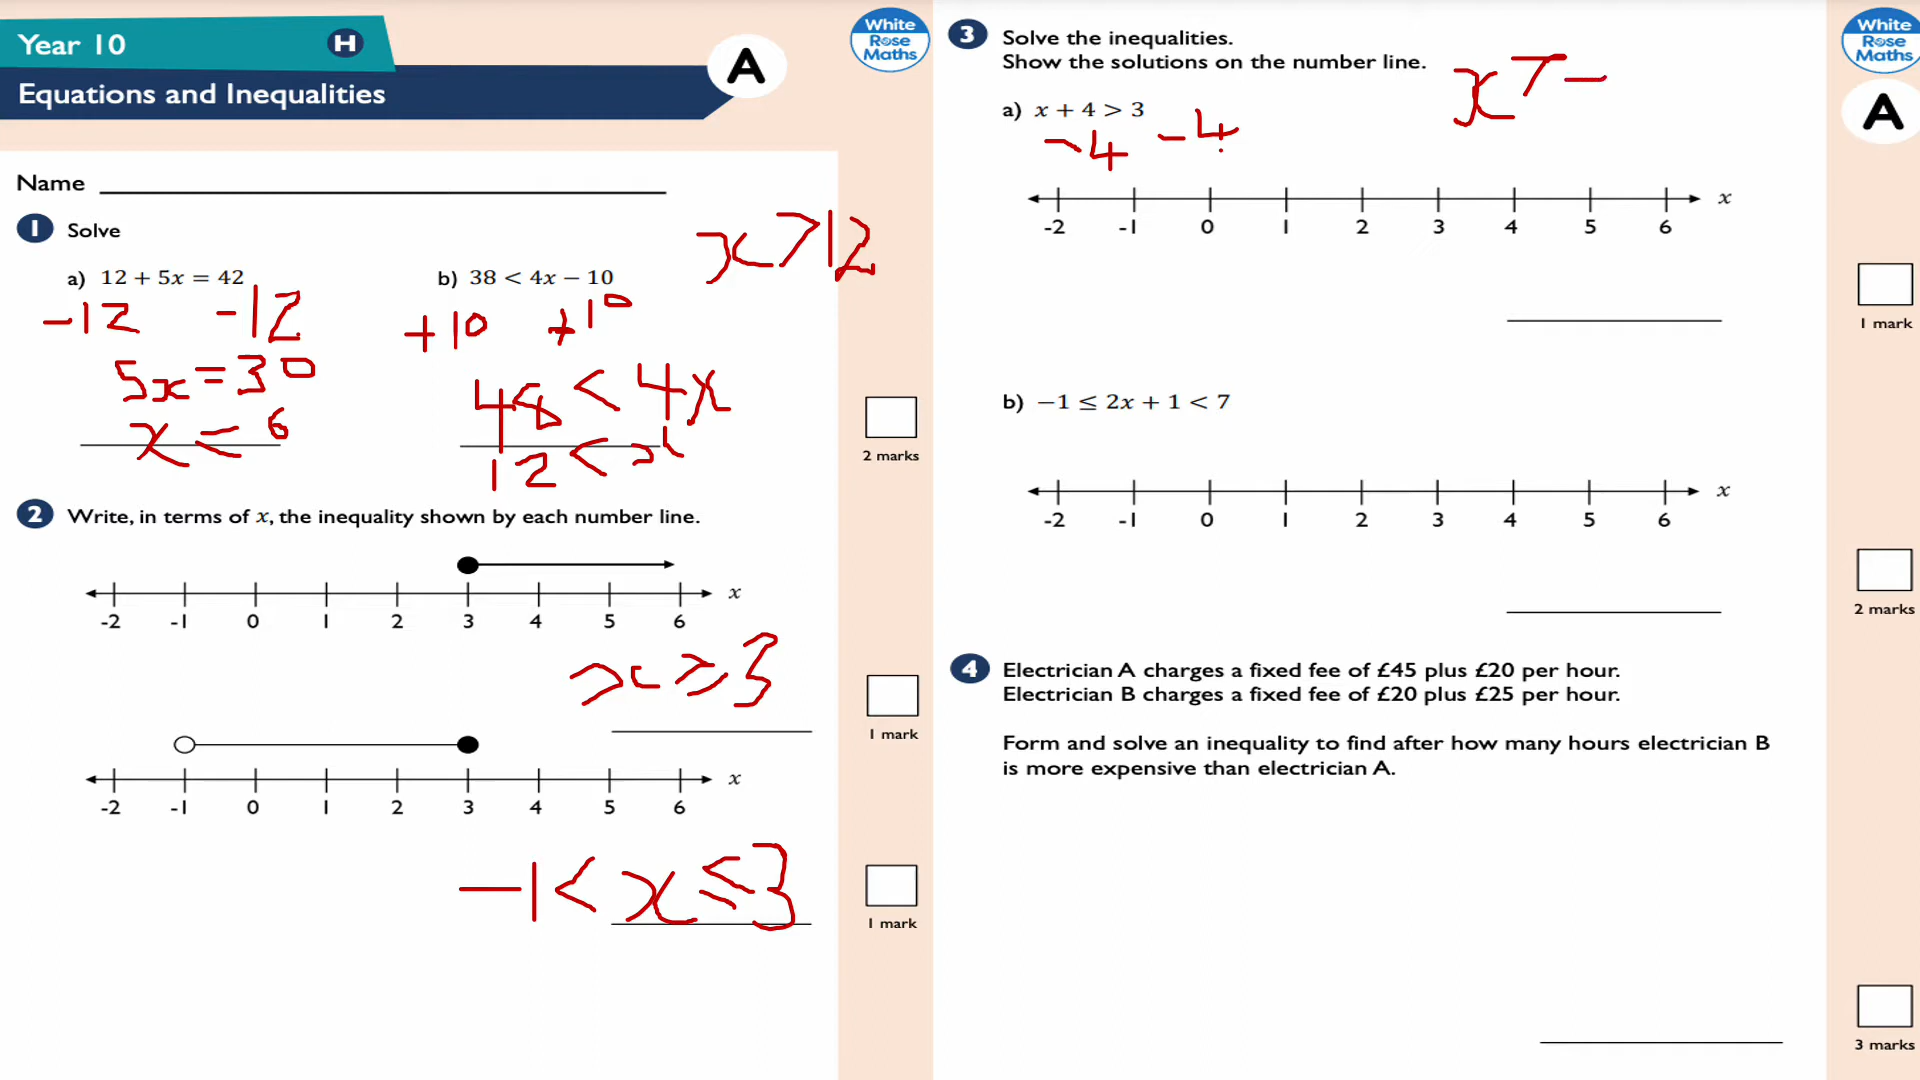 Year 10
H
A
Equations and Inequalities
White
Rose
Maths
Name
1 Solve
a) 12 + 5x = 42
-12 -12
5x = 30
x = 6
b) 38 < 4x − 10
+10 +10
48 < 4x
12 < x
x > 12
2 marks
2 Write, in terms of x, the inequality shown by each number line.
x
-2 -1 0 1 2 3 4 5 6
x ≥ 3
1 mark
x
-2 -1 0 1 2 3 4 5 6
-1 < x ≤ 3
1 mark
3 Solve the inequalities.
Show the solutions on the number line.
a) x + 4 > 3
-4 -4
x > -
x
-2 -1 0 1 2 3 4 5 6
1 mark
b) −1 ≤ 2x + 1 < 7
x
-2 -1 0 1 2 3 4 5 6
2 marks
4 Electrician A charges a fixed fee of £45 plus £20 per hour.
Electrician B charges a fixed fee of £20 plus £25 per hour.
Form and solve an inequality to find after how many hours electrician B
is more expensive than electrician A.
3 marks
White
Rose
Maths
A